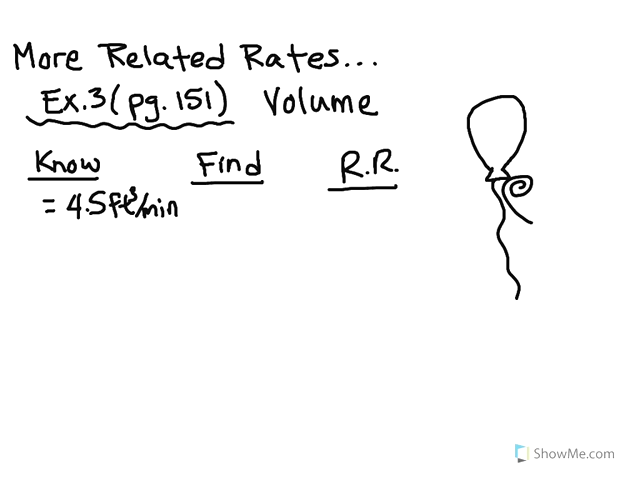 More Related Rates...
Ex.3 (pg. 151) Volume
Know Find R.R.
= 4.5ft³/min
ShowMe.com